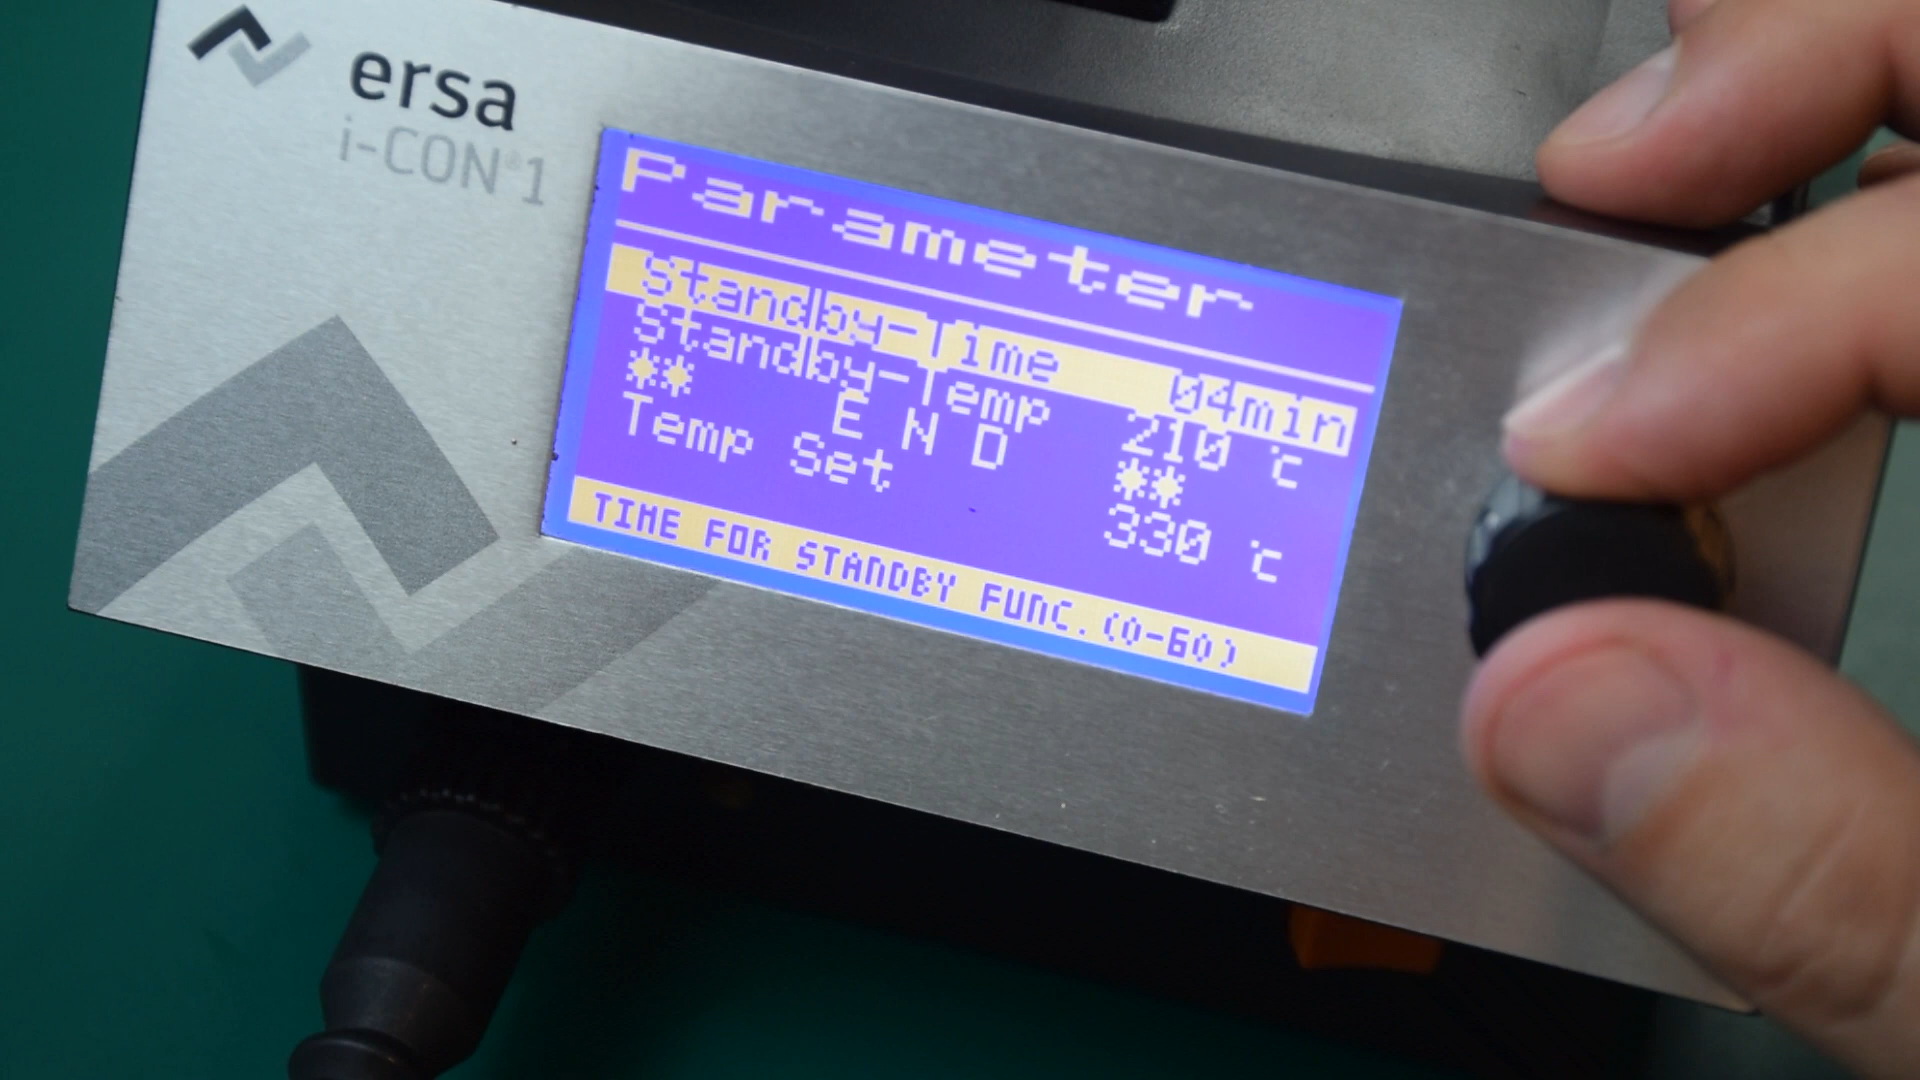 ersa
i-CON®1
Parameter
Standby-Time 04min
Standby-Temp 210 °C
** E N D **
Temp Set 330 °C
TIME FOR STANDBY FUNC.(0-60)